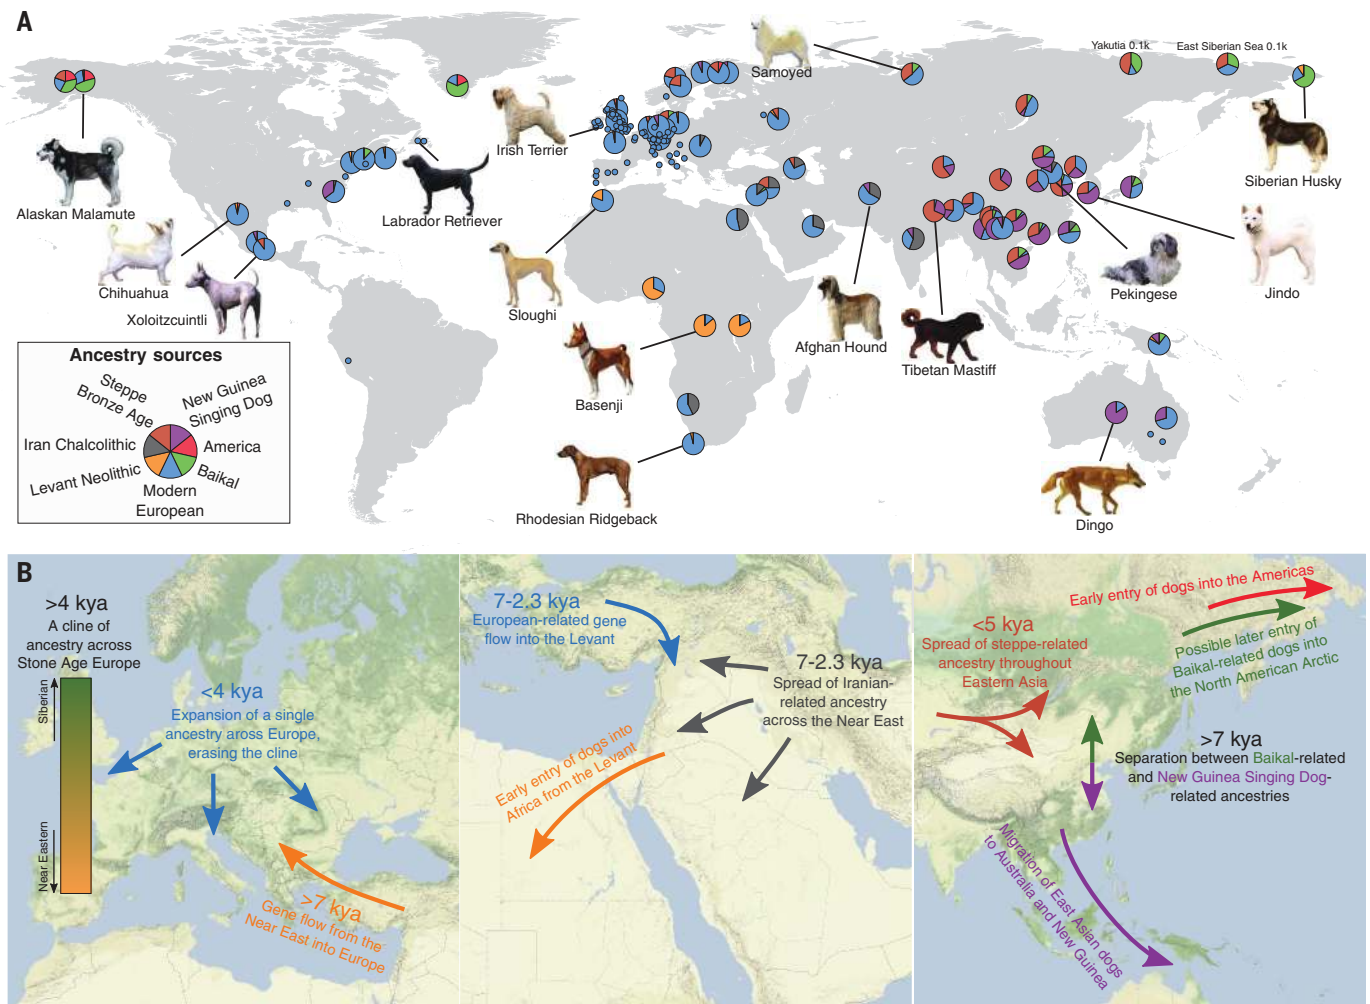 A
Samoyed
Yakutia 0.1k
East Siberian Sea 0.1k
Irish Terrier
Siberian Husky
Alaskan Malamute
Labrador Retriever
Chihuahua
Xoloitzcuintli
Sloughi
Pekingese
Jindo
Afghan Hound
Tibetan Mastiff
Basenji
Rhodesian Ridgeback
Dingo
Ancestry sources
Steppe
Bronze Age
New Guinea
Singing Dog
Iran Chalcolithic
America
Levant Neolithic
Baikal
Modern
European
B
>4 kya
A cline of
ancestry across
Stone Age Europe
Siberian
Near Eastern
<4 kya
Expansion of a single
ancestry aross Europe,
erasing the cline
>7 kya
Gene flow from the
Near East into Europe
7-2.3 kya
European-related gene
flow into the Levant
7-2.3 kya
Spread of Iranian-
related ancestry
across the Near East
Early entry of dogs into
Africa from the Levant
Early entry of dogs into the Americas
<5 kya
Spread of steppe-related
ancestry throughout
Eastern Asia
Possible later entry of
Baikal-related dogs into
the North American Arctic
>7 kya
Separation between Baikal-related
and New Guinea Singing Dog-
related ancestries
Migration of East Asian dogs
to Australia and New Guinea